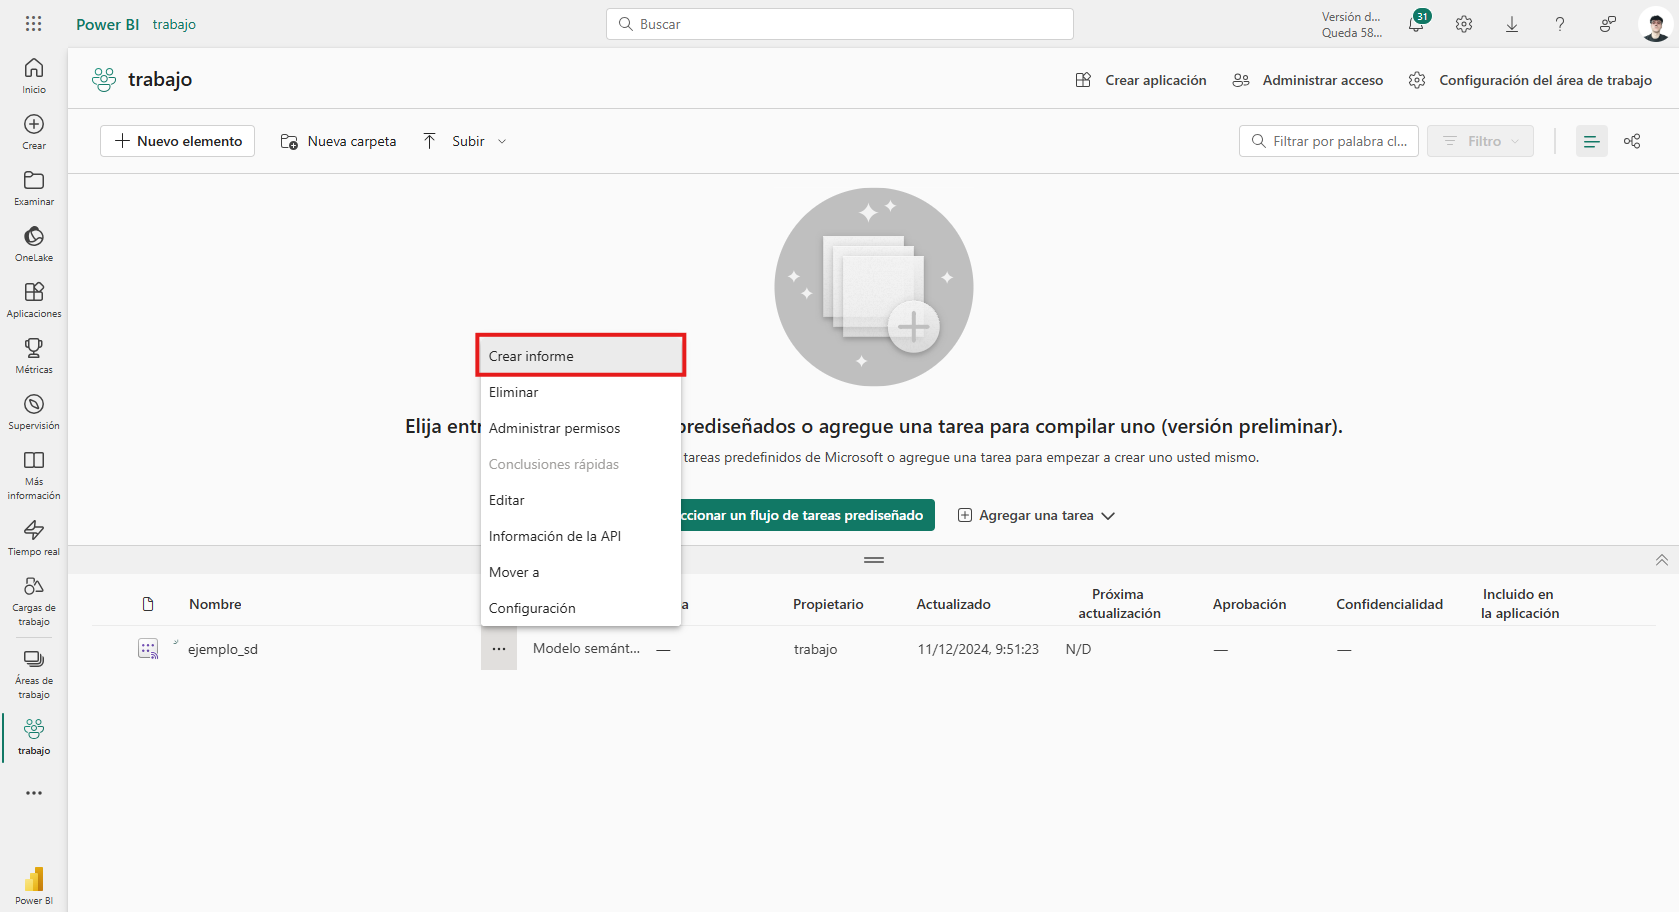 Power BI trabajo
Buscar
Versión d...
Queda 58...
31
Inicio
Crear
Examinar
OneLake
Aplicaciones
Métricas
Supervisión
Más
información
Tiempo real
Cargas de
trabajo
Áreas de
trabajo
trabajo
Power BI
trabajo
Crear aplicación
Administrar acceso
Configuración del área de trabajo
Nuevo elemento
Nueva carpeta
Subir
Filtrar por palabra cl...
Filtro
Crear informe
Eliminar
Administrar permisos
Conclusiones rápidas
Editar
Información de la API
Mover a
Configuración
Elija entr
prediseñados o agregue una tarea para compilar uno (versión preliminar).
tareas predefinidos de Microsoft o agregue una tarea para empezar a crear uno usted mismo.
ccionar un flujo de tareas prediseñado
Agregar una tarea
Nombre
a
Propietario
Actualizado
Próxima
actualización
Aprobación
Confidencialidad
Incluido en
la aplicación
ejemplo_sd
...
Modelo semánt...
—
trabajo
11/12/2024, 9:51:23
N/D
—
—